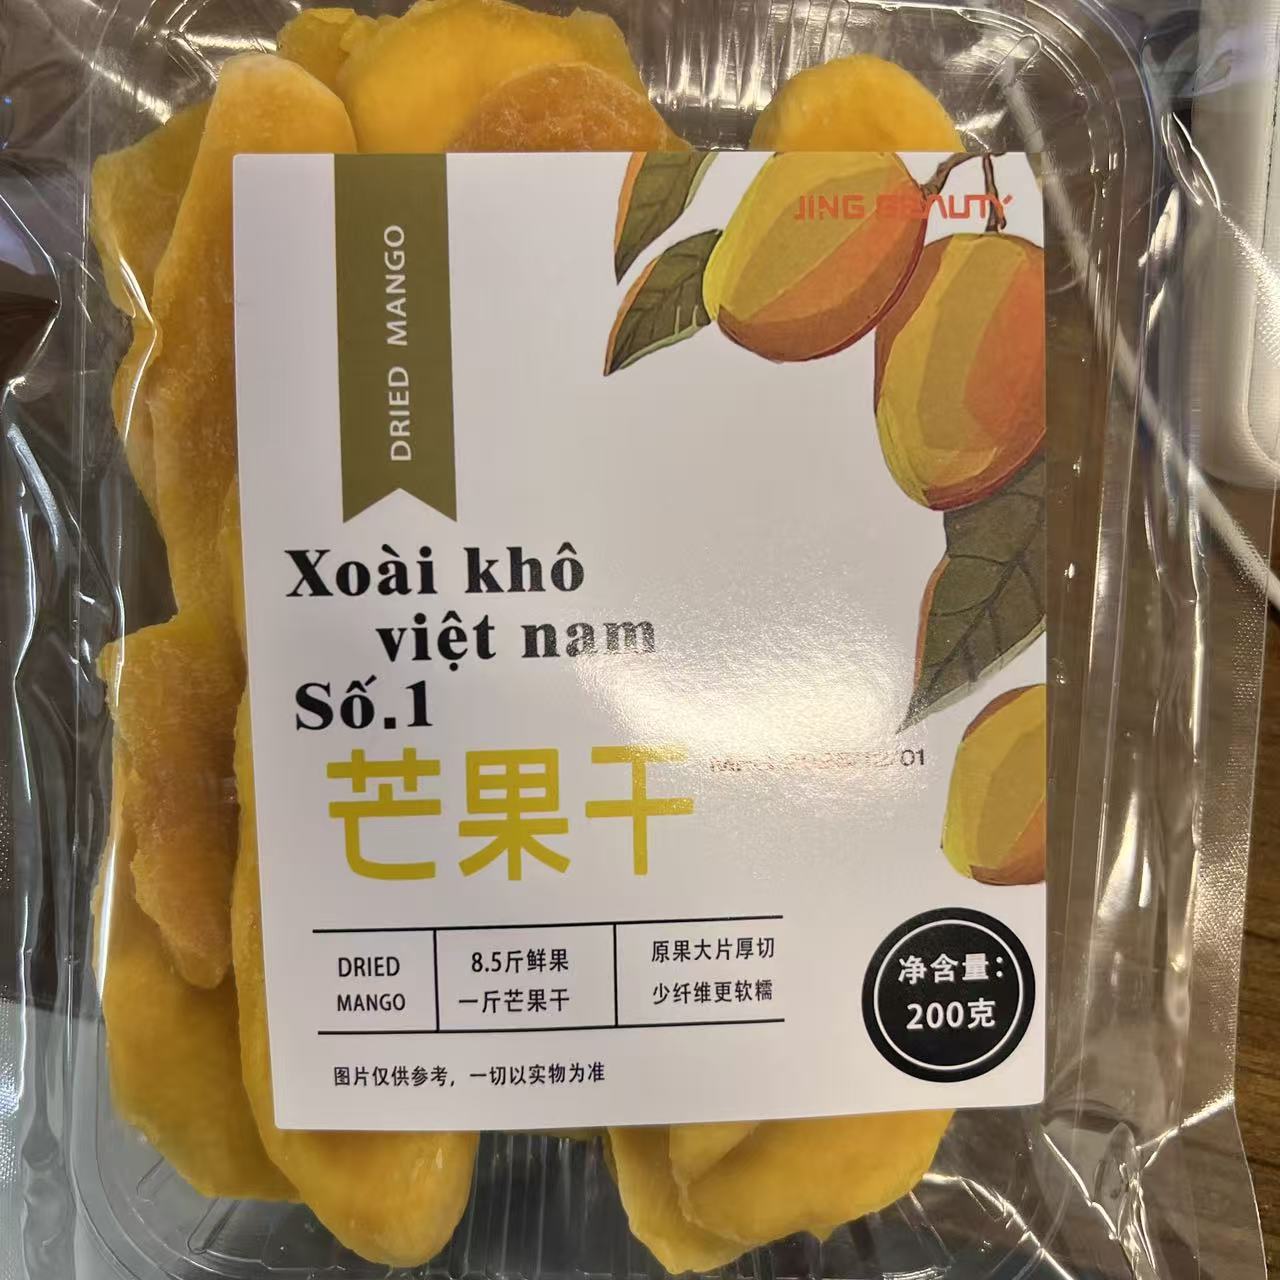 JING BEAUTY
DRIED MANGO
Xoài khô
việt nam
Số.1
芒果干
DRIED
MANGO
8.5斤鲜果
一斤芒果干
原果大片厚切
少纤维更软糯
净含量：
200克
图片仅供参考，一切以实物为准